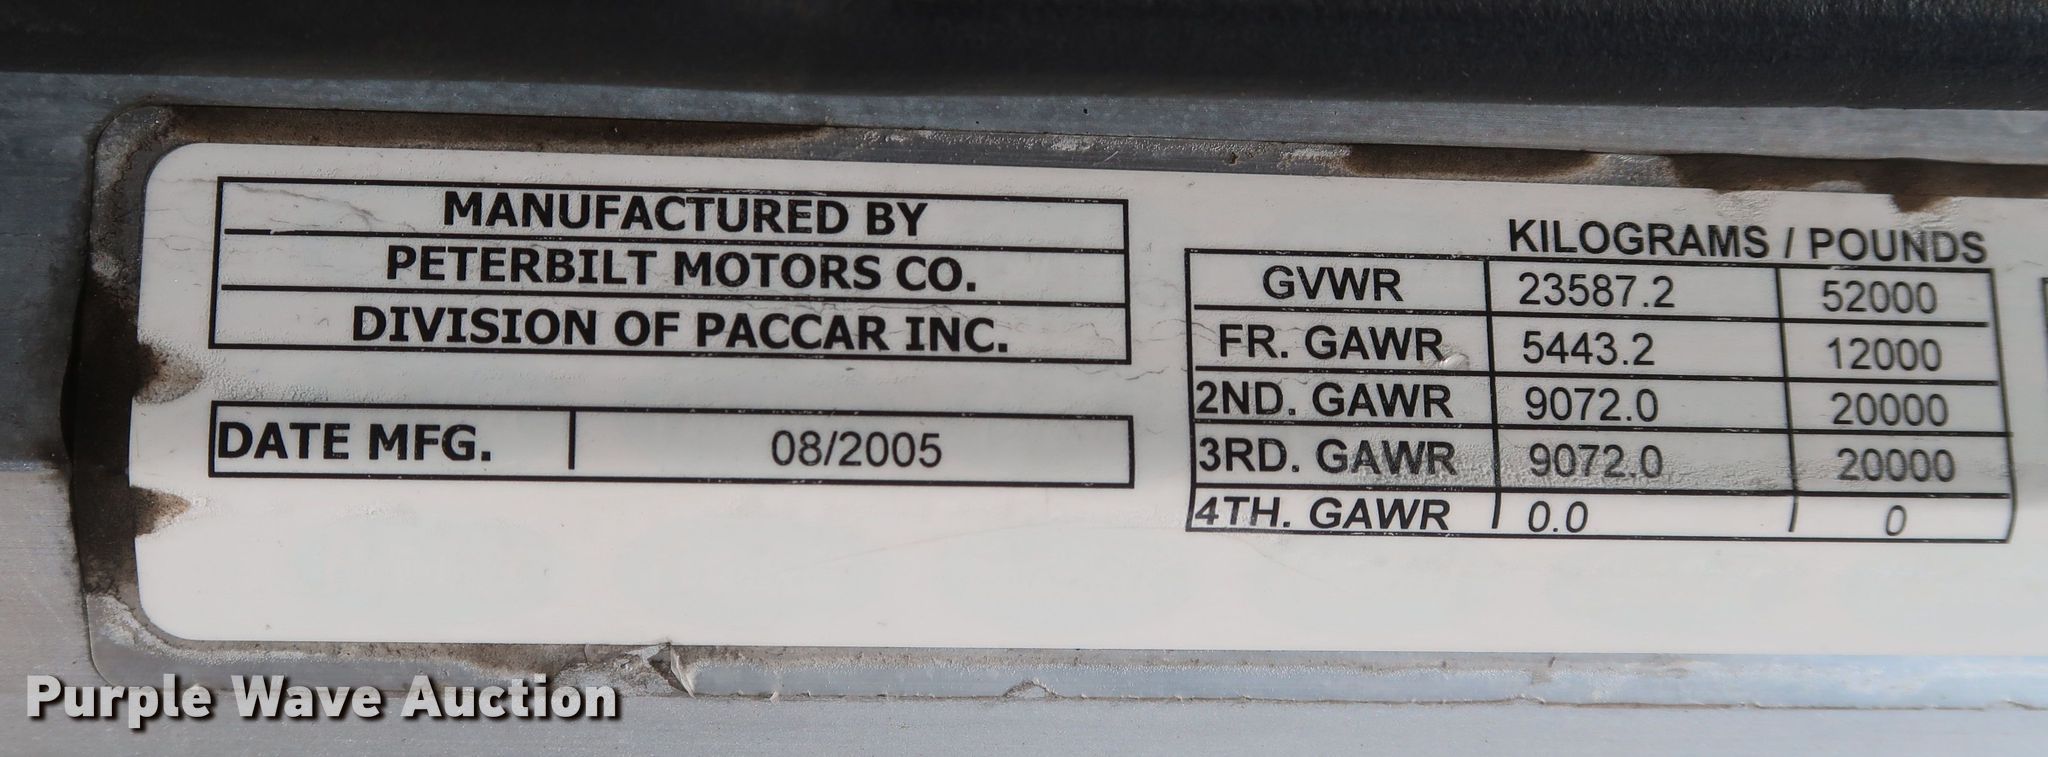 MANUFACTURED BY
PETERBILT MOTORS CO.
DIVISION OF PACCAR INC.
DATE MFG. 08/2005
KILOGRAMS / POUNDS
GVWR 23587.2 52000
FR. GAWR 5443.2 12000
2ND. GAWR 9072.0 20000
3RD. GAWR 9072.0 20000
4TH. GAWR 0.0 0
Purple Wave Auction